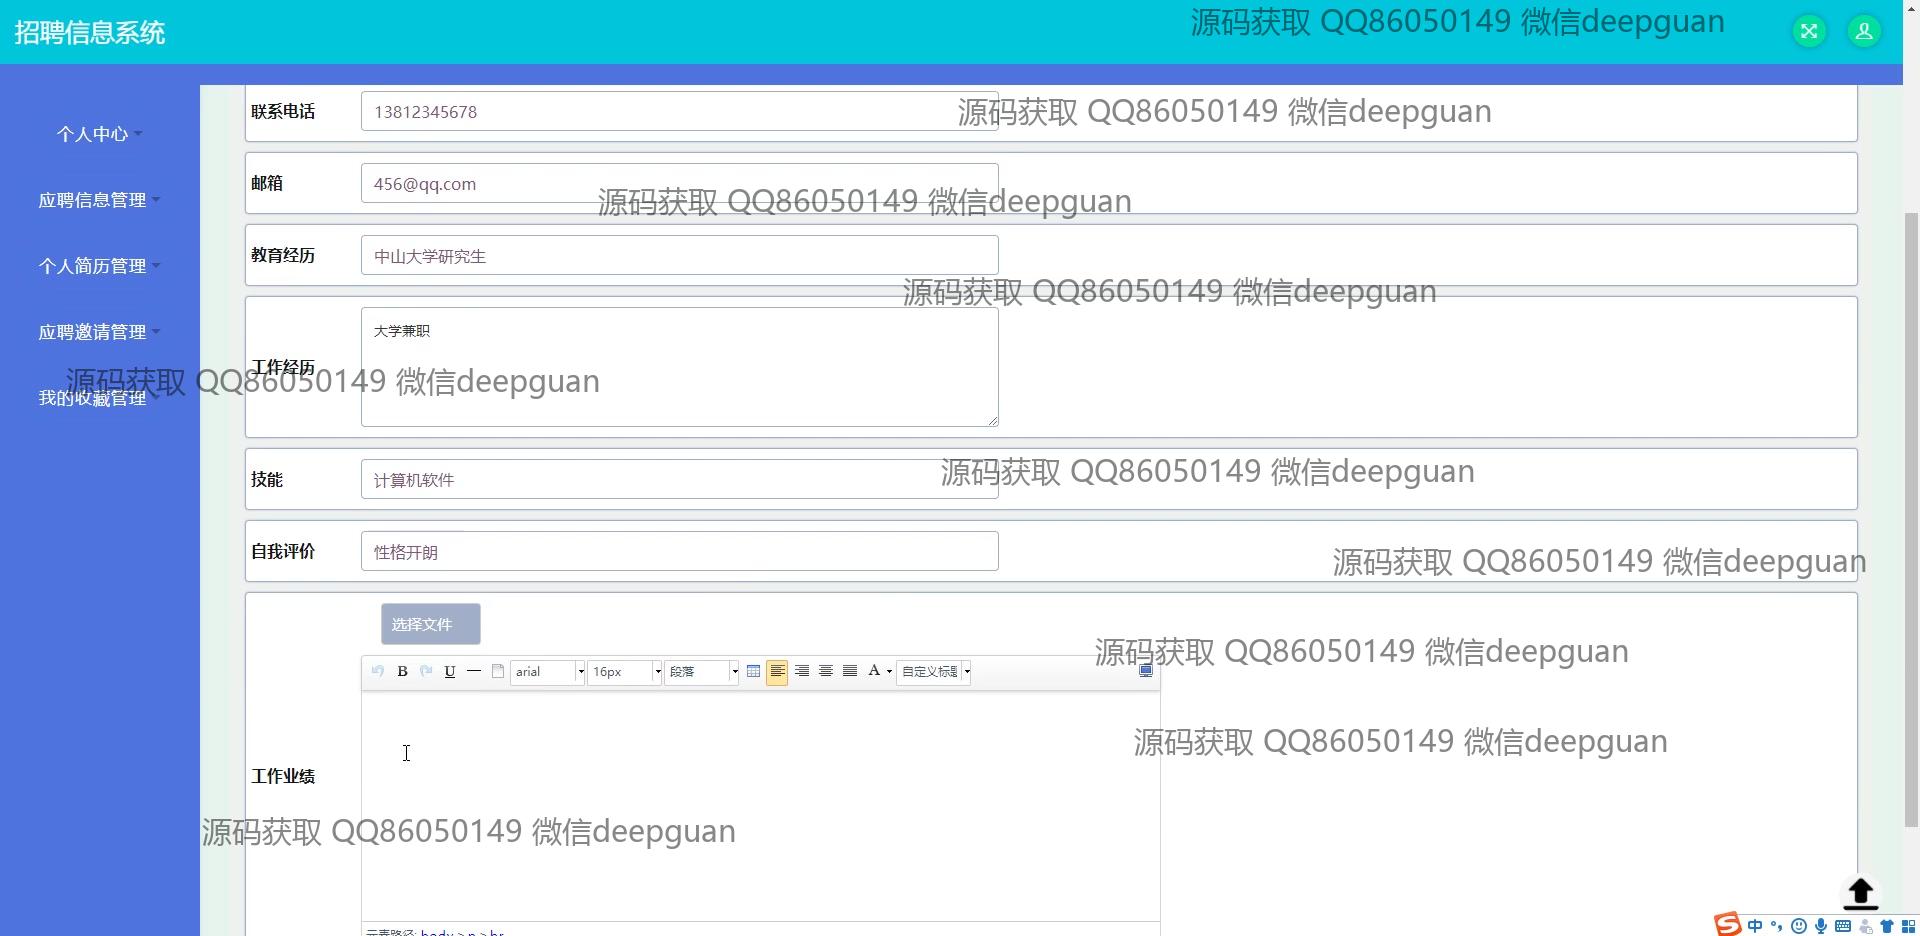 招聘信息系统
源码获取 QQ86050149 微信deepguan
个人中心
应聘信息管理
个人简历管理
应聘邀请管理
我的收藏管理
源码获取 QQ86050149 微信deepguan
联系电话 13812345678
源码获取 QQ86050149 微信deepguan
邮箱 456@qq.com
源码获取 QQ86050149 微信deepguan
教育经历 中山大学研究生
源码获取 QQ86050149 微信deepguan
大学兼职
工作经历
技能 计算机软件
源码获取 QQ86050149 微信deepguan
自我评价 性格开朗
源码获取 QQ86050149 微信deepguan
选择文件
源码获取 QQ86050149 微信deepguan
B U arial 16px 段落 A 自定义标题
源码获取 QQ86050149 微信deepguan
工作业绩
源码获取 QQ86050149 微信deepguan
元素路径: body > p > br
中